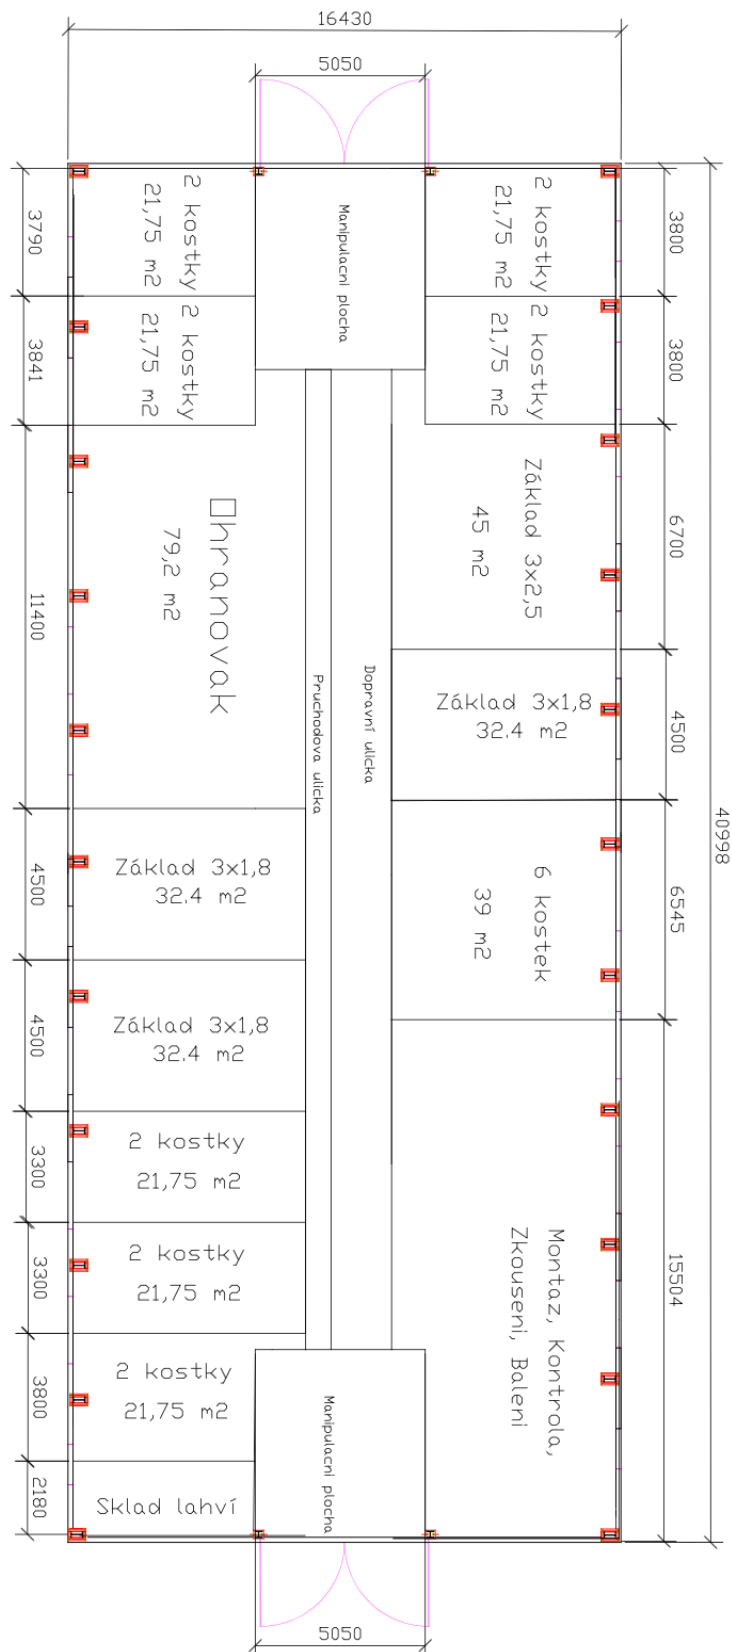 16430
5050
2 kostky
21,75 m2
Manipulacni plocha
2 kostky
21,75 m2
3790
3800
2 kostky
21,75 m2
2 kostky
21,75 m2
3841
3800
hranovak
79,2 m2
11400
Základ 3x2,5
45 m2
6700
Pruchodova ulicka
Dopravní ulicka
Základ 3x1,8
32.4 m2
4500
40998
Základ 3x1,8
32.4 m2
4500
6 kostek
39 m2
6545
Základ 3x1,8
32.4 m2
4500
2 kostky
21,75 m2
3300
2 kostky
21,75 m2
3300
Montaz, Kontrola,
Zkouseni, Baleni
15504
2 kostky
21,75 m2
3800
Manipulacni plocha
Sklad lahví
2180
5050